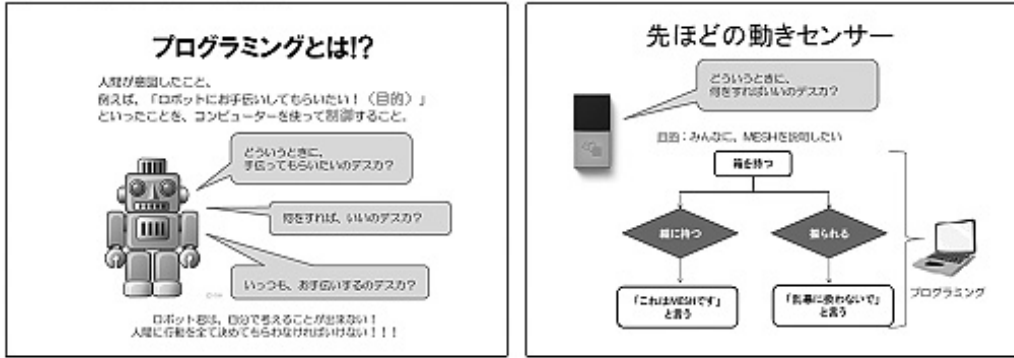 プログラミングとは!?
人間が意図したこと、
例えば、「ロボットにお手伝いしてもらいたい！（目的）」
といったことを、コンピューターを使って制御すること。
どういうときに、
手伝ってもらいたいのデスカ？
何をすれば、いいのデスカ？
いっつも、お手伝いするのデスカ？
ロボット君は、自分で考えることが出来ない！
人間に行動を全て決めてもらわなければいけない！！！
先ほどの動きセンサー
どういうときに、
何をすればいいのデスカ？
目的：みんなに、MESHを説明したい
箱を持つ
縦に持つ
振られる
「これはMESHです」
と言う
「乱暴に扱わないで」
と言う
プログラミング